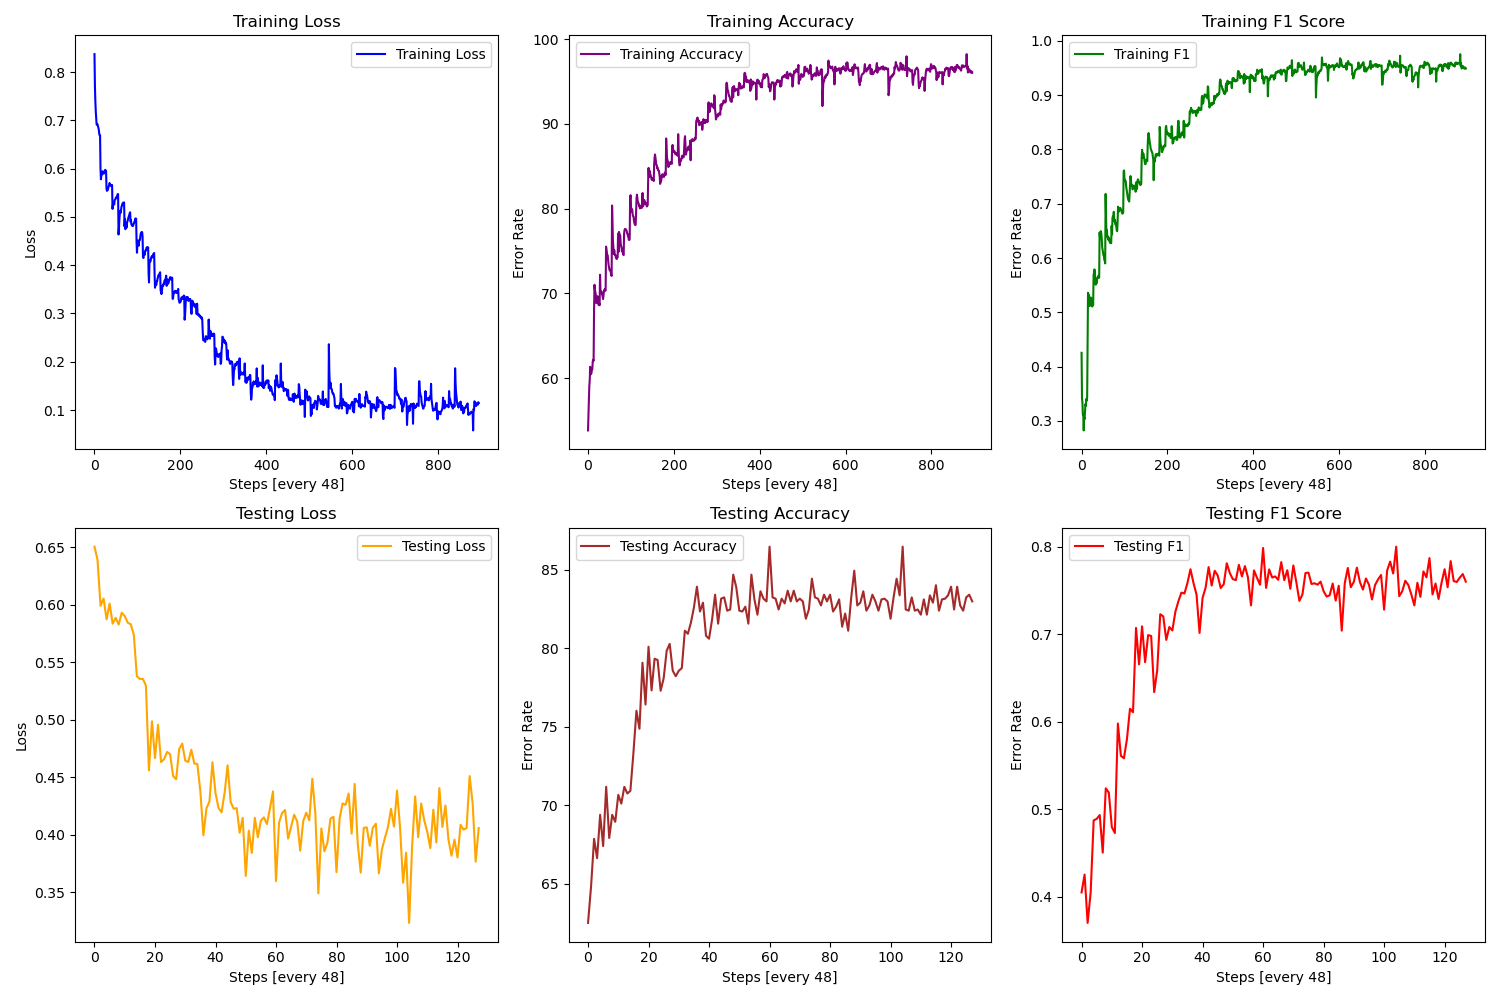 Training Loss
Training Loss
0.8
0.7
0.6
0.5
0.4
0.3
0.2
0.1
Loss
0 200 400 600 800
Steps [every 48]
Training Accuracy
Training Accuracy
100
90
80
70
60
Error Rate
0 200 400 600 800
Steps [every 48]
Training F1 Score
Training F1
1.0
0.9
0.8
0.7
0.6
0.5
0.4
0.3
Error Rate
0 200 400 600 800
Steps [every 48]
Testing Loss
Testing Loss
0.65
0.60
0.55
0.50
0.45
0.40
0.35
Loss
0 20 40 60 80 100 120
Steps [every 48]
Testing Accuracy
Testing Accuracy
85
80
75
70
65
Error Rate
0 20 40 60 80 100 120
Steps [every 48]
Testing F1 Score
Testing F1
0.8
0.7
0.6
0.5
0.4
Error Rate
0 20 40 60 80 100 120
Steps [every 48]